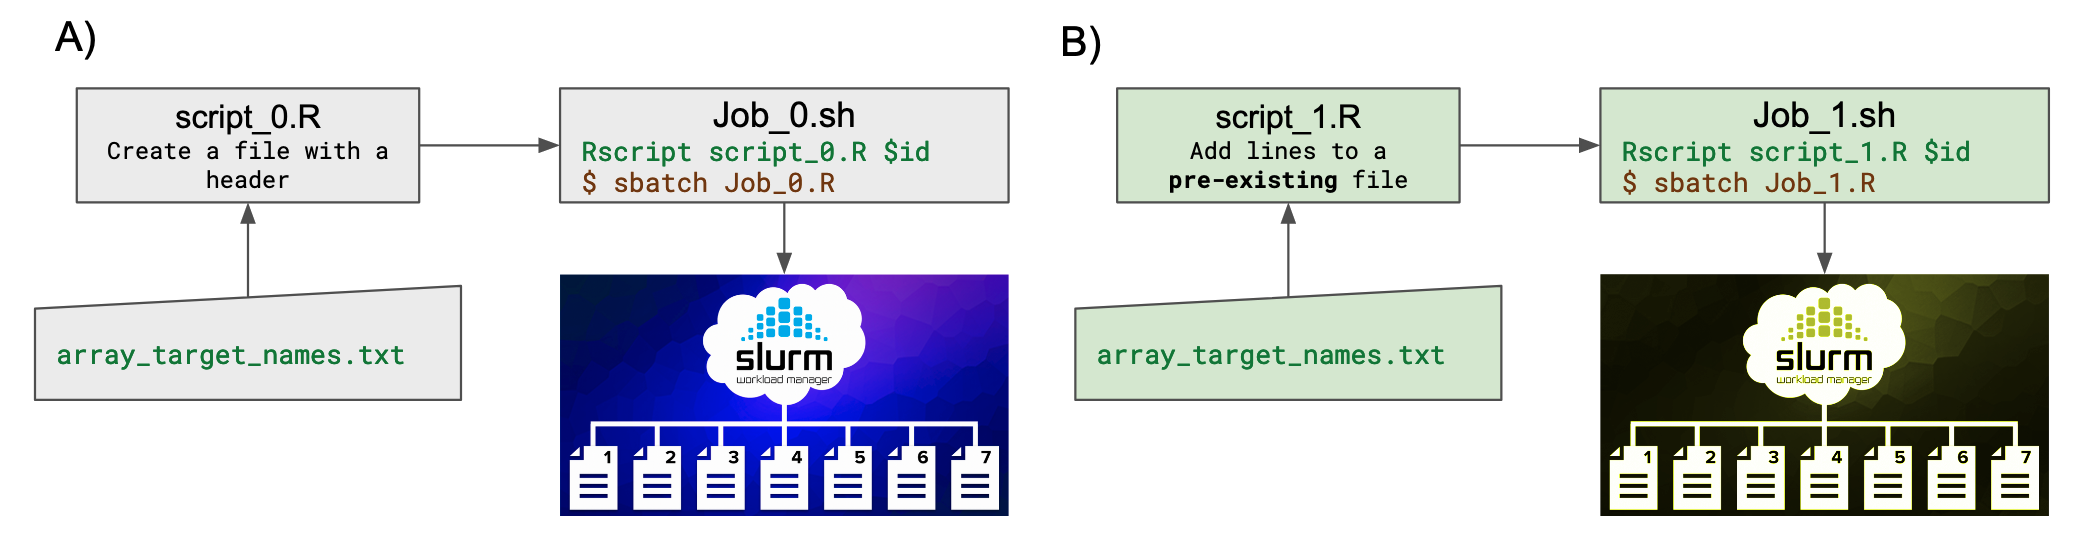 A)
script_0.R
Create a file with a
header
Job_0.sh
Rscript script_0.R $id
$ sbatch Job_0.R
array_target_names.txt
slurm
workload manager
1 2 3 4 5 6 7
B)
script_1.R
Add lines to a
pre-existing file
Job_1.sh
Rscript script_1.R $id
$ sbatch Job_1.R
array_target_names.txt
slurm
workload manager
1 2 3 4 5 6 7